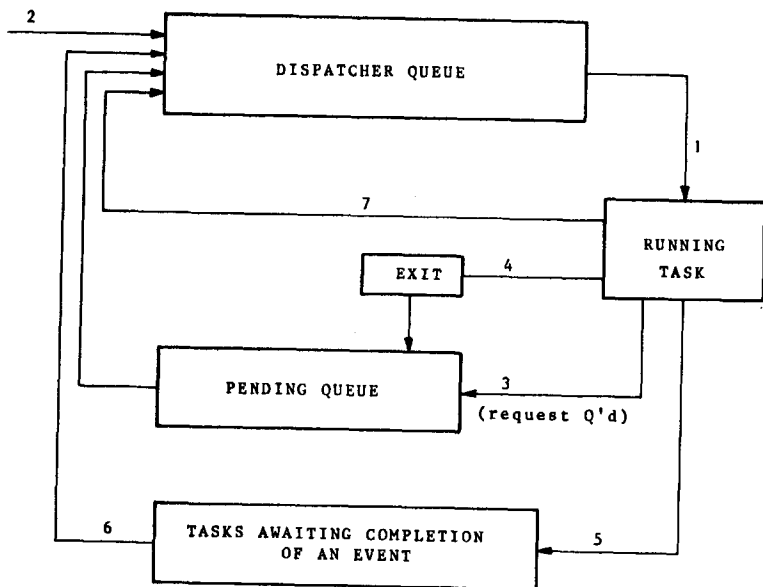 2
DISPATCHER QUEUE
1
7
RUNNING
TASK
EXIT
4
PENDING QUEUE
3
(request Q'd)
6
TASKS AWAITING COMPLETION
OF AN EVENT
5